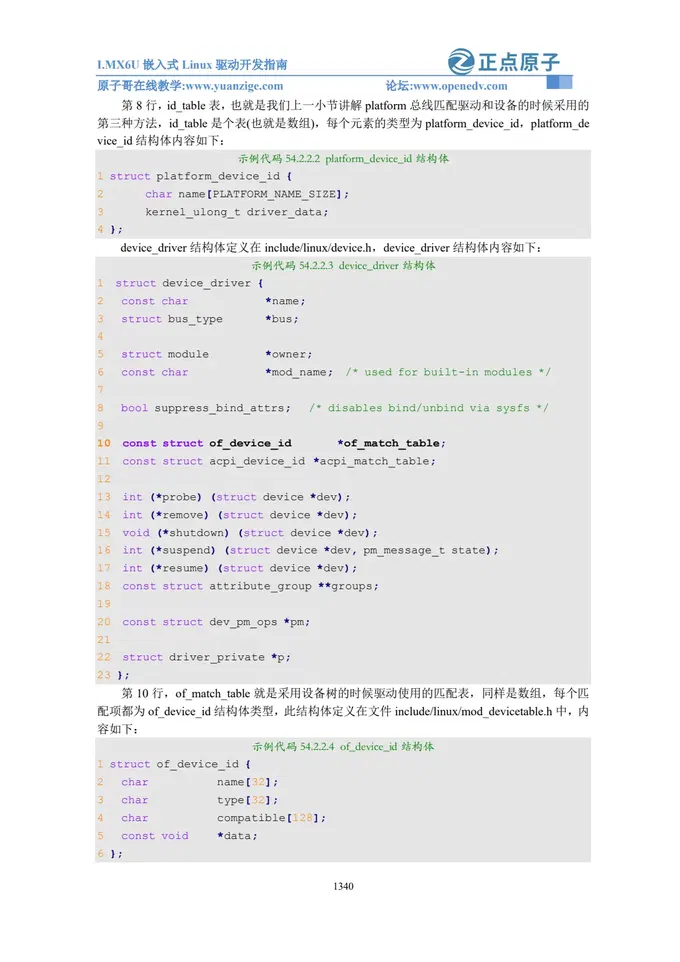 I.MX6U 嵌入式 Linux 驱动开发指南
正点原子
原子哥在线教学:www.yuanzige.com 论坛:www.openedv.com
第 8 行，id_table 表，也就是我们上一小节讲解 platform 总线匹配驱动和设备的时候采用的
第三种方法，id_table 是个表(也就是数组)，每个元素的类型为 platform_device_id，platform_de
vice_id 结构体内容如下：
示例代码 54.2.2.2 platform_device_id 结构体
1 struct platform_device_id {
2 char name[PLATFORM_NAME_SIZE];
3 kernel_ulong_t driver_data;
4 };
device_driver 结构体定义在 include/linux/device.h，device_driver 结构体内容如下：
示例代码 54.2.2.3 device_driver 结构体
1 struct device_driver {
2 const char *name;
3 struct bus_type *bus;
4
5 struct module *owner;
6 const char *mod_name; /* used for built-in modules */
7
8 bool suppress_bind_attrs; /* disables bind/unbind via sysfs */
9
10 const struct of_device_id *of_match_table;
11 const struct acpi_device_id *acpi_match_table;
12
13 int (*probe) (struct device *dev);
14 int (*remove) (struct device *dev);
15 void (*shutdown) (struct device *dev);
16 int (*suspend) (struct device *dev, pm_message_t state);
17 int (*resume) (struct device *dev);
18 const struct attribute_group **groups;
19
20 const struct dev_pm_ops *pm;
21
22 struct driver_private *p;
23 };
第 10 行，of_match_table 就是采用设备树的时候驱动使用的匹配表，同样是数组，每个匹
配项都为 of_device_id 结构体类型，此结构体定义在文件 include/linux/mod_devicetable.h 中，内
容如下：
示例代码 54.2.2.4 of_device_id 结构体
1 struct of_device_id {
2 char name[32];
3 char type[32];
4 char compatible[128];
5 const void *data;
6 };
1340